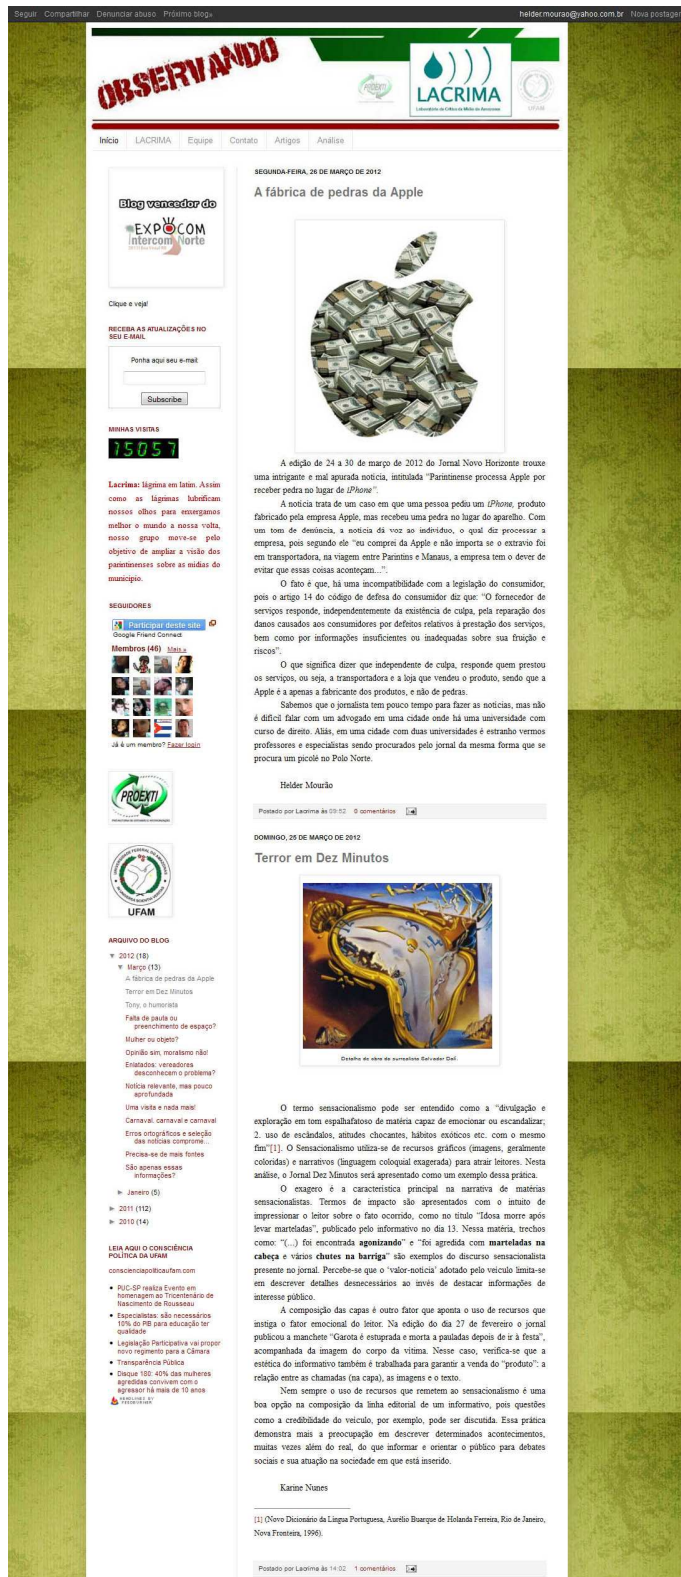 Seguir Compartilhar Denunciar abuso Próximo blog»
helder.mourao@yahoo.com.br Nova postagem
OBSERVANDO
PROEXTI
LACRIMA
Laboratório de Crítica da Mídia do Amazonas
UFAM
Início LACRIMA Equipe Contato Artigos Análise
Blog vencedor do
EXPOCOM
Intercom Norte
Clique e veja!
RECEBA AS ATUALIZAÇÕES NO
SEU E-MAIL
Ponha aqui seu e-mail:
Subscribe
MINHAS VISITAS
15057
Lacrima: lágrima em latim. Assim
como as lágrimas lubrificam
nossos olhos para enxergamos
melhor o mundo a nossa volta,
nosso grupo move-se pelo
objetivo de ampliar a visão dos
parintinenses sobre as mídias do
município.
SEGUIDORES
Participar deste site
Google Friend Connect
Membros (46) Mais »
Já é um membro? Fazer login
PROEXTI
UFAM
ARQUIVO DO BLOG
▼ 2012 (18)
▼ Março (13)
A fábrica de pedras da Apple
Terror em Dez Minutos
Tony, o humorista
Falta de pauta ou
preenchimento de espaço?
Mulher ou objeto?
Opinião sim, moralismo não!
Enlatados: vereadores
desconhecem o problema?
Notícia relevante, mas pouco
aprofundada
Uma visita e nada mais!
Carnaval, carnaval e carnaval
Erros ortográficos e seleção
das notícias comprome...
Precisa-se de mais fontes
São apenas essas
informações?
► Janeiro (5)
► 2011 (112)
► 2010 (14)
LEIA AQUI O CONSCIÊNCIA
POLÍTICA DA UFAM
conscienciapoliticaufam.com
• PUC-SP realiza Evento em
homenagem ao Tricentenário de
Nascimento de Rousseau
• Especialistas: são necessários
10% do PIB para educação ter
qualidade
• Legislação Participativa vai propor
novo regimento para a Câmara
• Transparência Pública
• Disque 180: 40% das mulheres
agredidas convivem com o
agressor há mais de 10 anos
HEADLINES BY
FEEDBURNER
SEGUNDA-FEIRA, 26 DE MARÇO DE 2012
A fábrica de pedras da Apple
A edição de 24 a 30 de março de 2012 do Jornal Novo Horizonte trouxe
uma intrigante e mal apurada notícia, intitulada “Parintinense processa Apple por
receber pedra no lugar de iPhone”.
A notícia trata de um caso em que uma pessoa pediu um iPhone, produto
fabricado pela empresa Apple, mas recebeu uma pedra no lugar do aparelho. Com
um tom de denúncia, a notícia dá voz ao indivíduo, o qual diz processar a
empresa, pois segundo ele “eu comprei da Apple e não importa se o extravio foi
em transportadora, na viagem entre Parintins e Manaus, a empresa tem o dever de
evitar que essas coisas aconteçam...”.
O fato é que, há uma incompatibilidade com a legislação do consumidor,
pois o artigo 14 do código de defesa do consumidor diz que: “O fornecedor de
serviços responde, independentemente da existência de culpa, pela reparação dos
danos causados aos consumidores por defeitos relativos à prestação dos serviços,
bem como por informações insuficientes ou inadequadas sobre sua fruição e
riscos”.
O que significa dizer que independente de culpa, responde quem prestou
os serviços, ou seja, a transportadora e a loja que vendeu o produto, sendo que a
Apple é a apenas a fabricante dos produtos, e não de pedras.
Sabemos que o jornalista tem pouco tempo para fazer as notícias, mas não
é difícil falar com um advogado em uma cidade onde há uma universidade com
curso de direito. Aliás, em uma cidade com duas universidades é estranho vermos
professores e especialistas sendo procurados pelo jornal da mesma forma que se
procura um picolé no Polo Norte.
Helder Mourão
Postado por Lacrima às 09:52 0 comentários
DOMINGO, 25 DE MARÇO DE 2012
Terror em Dez Minutos
Detalhe da obra do surrealista Salvador Dalí.
O termo sensacionalismo pode ser entendido como a “divulgação e
exploração em tom espalhafatoso de matéria capaz de emocionar ou escandalizar;
2. uso de escândalos, atitudes chocantes, hábitos exóticos etc. com o mesmo
fim”[1]. O Sensacionalismo utiliza-se de recursos gráficos (imagens, geralmente
coloridas) e narrativos (linguagem coloquial exagerada) para atrair leitores. Nesta
análise, o Jornal Dez Minutos será apresentado como um exemplo dessa prática.
O exagero é a característica principal na narrativa de matérias
sensacionalistas. Termos de impacto são apresentados com o intuito de
impressionar o leitor sobre o fato ocorrido, como no título “Idosa morre após
levar marteladas”, publicado pelo informativo no dia 13. Nessa matéria, trechos
como: “(...) foi encontrada agonizando” e “foi agredida com marteladas na
cabeça e vários chutes na barriga” são exemplos do discurso sensacionalista
presente no jornal. Percebe-se que o ‘valor-notícia’ adotado pelo veículo limita-se
em descrever detalhes desnecessários ao invés de destacar informações de
interesse público.
A composição das capas é outro fator que aponta o uso de recursos que
instiga o fator emocional do leitor. Na edição do dia 27 de fevereiro o jornal
publicou a manchete “Garota é estuprada e morta a pauladas depois de ir à festa”,
acompanhada da imagem do corpo da vítima. Nesse caso, verifica-se que a
estética do informativo também é trabalhada para garantir a venda do “produto”: a
relação entre as chamadas (na capa), as imagens e o texto.
Nem sempre o uso de recursos que remetem ao sensacionalismo é uma
boa opção na composição da linha editorial de um informativo, pois questões
como a credibilidade do veículo, por exemplo, pode ser discutida. Essa prática
demonstra mais a preocupação em descrever determinados acontecimentos,
muitas vezes além do real, do que informar e orientar o público para debates
sociais e sua atuação na sociedade em que está inserido.
Karine Nunes
[1] (Novo Dicionário da Língua Portuguesa, Aurélio Buarque de Holanda Ferreira, Rio de Janeiro,
Nova Fronteira, 1996).
Postado por Lacrima às 14:02 1 comentários